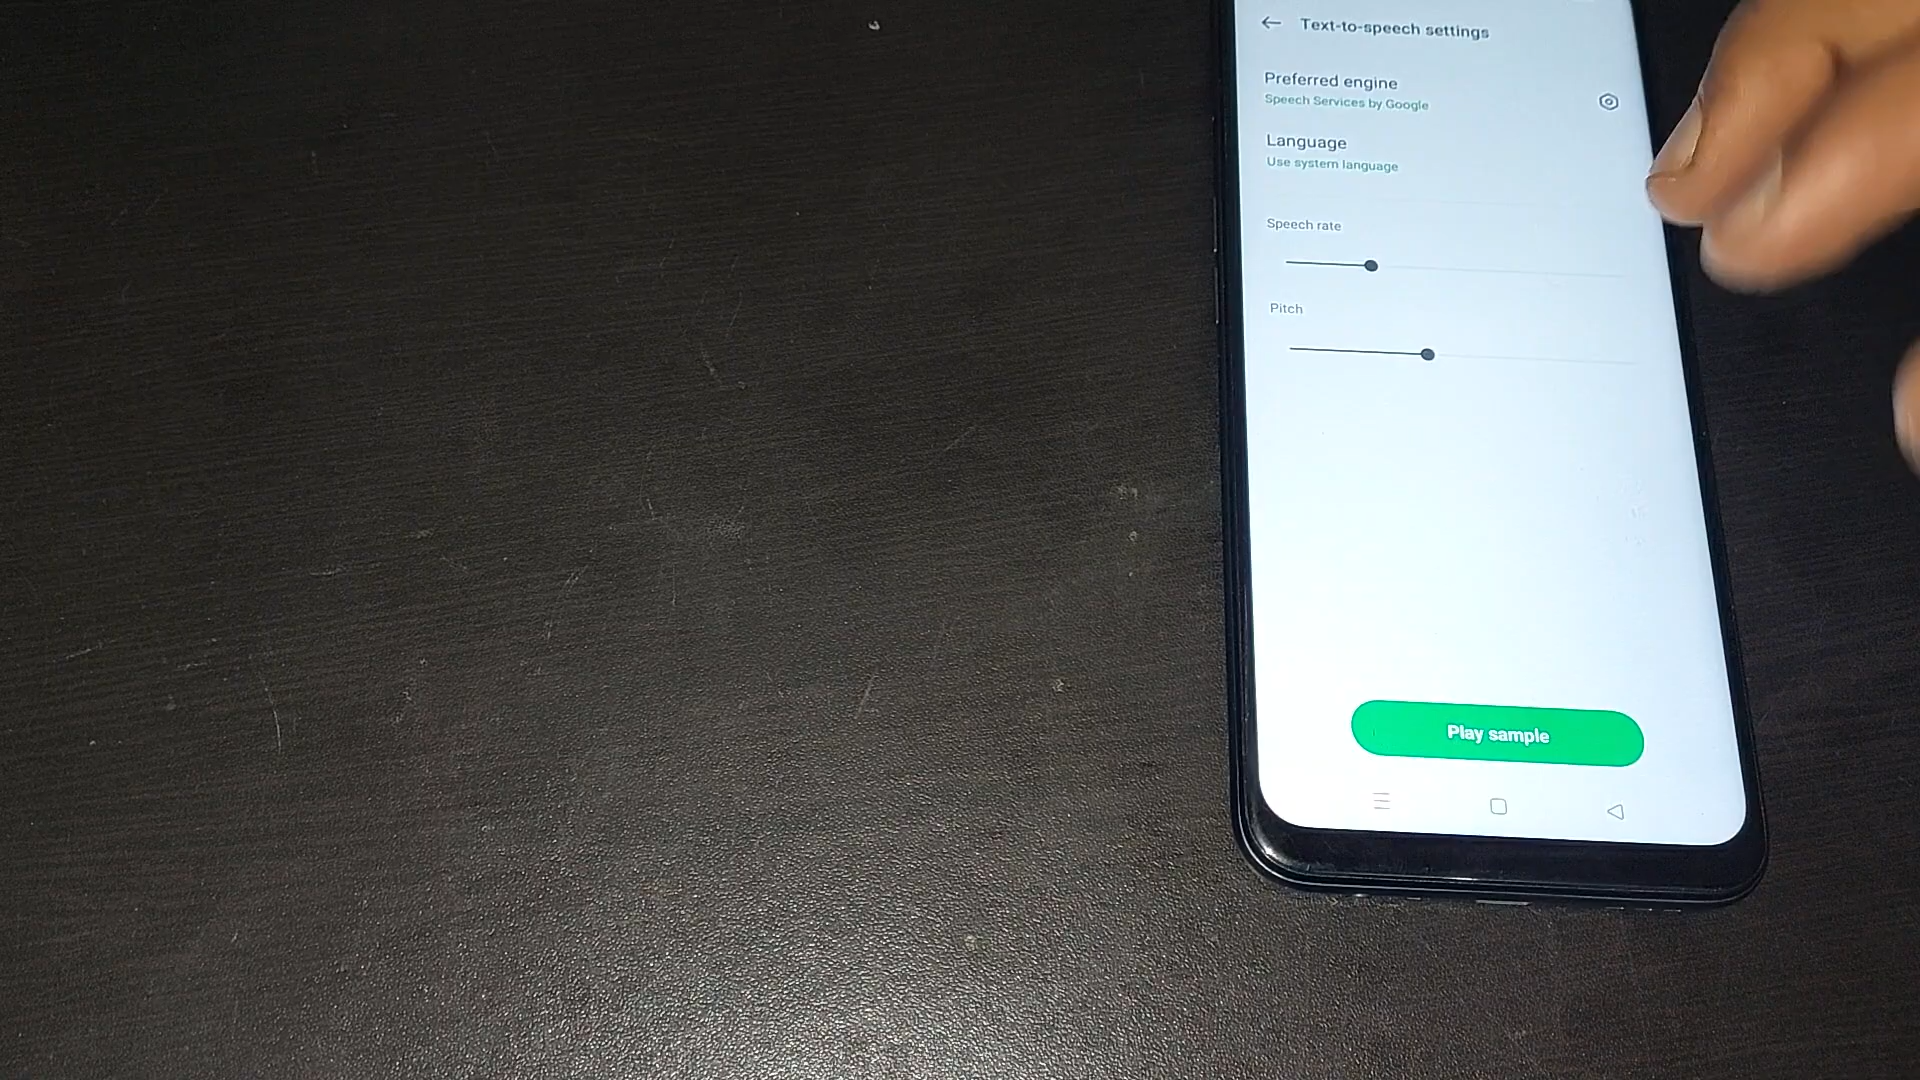 Text-to-speech settings
Preferred engine
Speech Services by Google
Language
Use system language
Speech rate
Pitch
Play sample